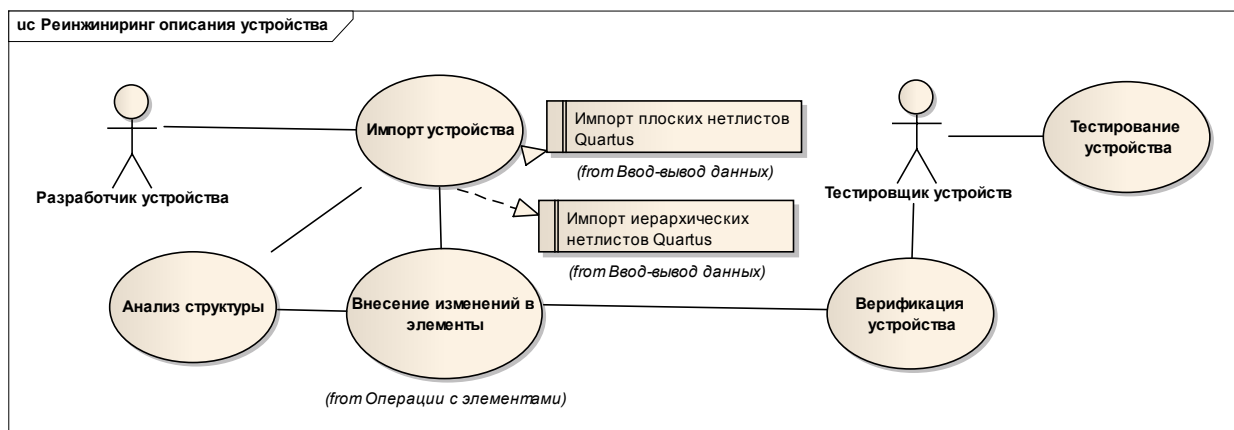 uc Реинжиниринг описания устройства
Импорт устройства
Импорт плоских нетлистов
Quartus
(from Ввод-вывод данных)
Тестирование
устройства
Разработчик устройства
Тестировщик устройств
Импорт иерархических
нетлистов Quartus
(from Ввод-вывод данных)
Анализ структуры
Внесение изменений в
элементы
Верификация
устройства
(from Операции с элементами)